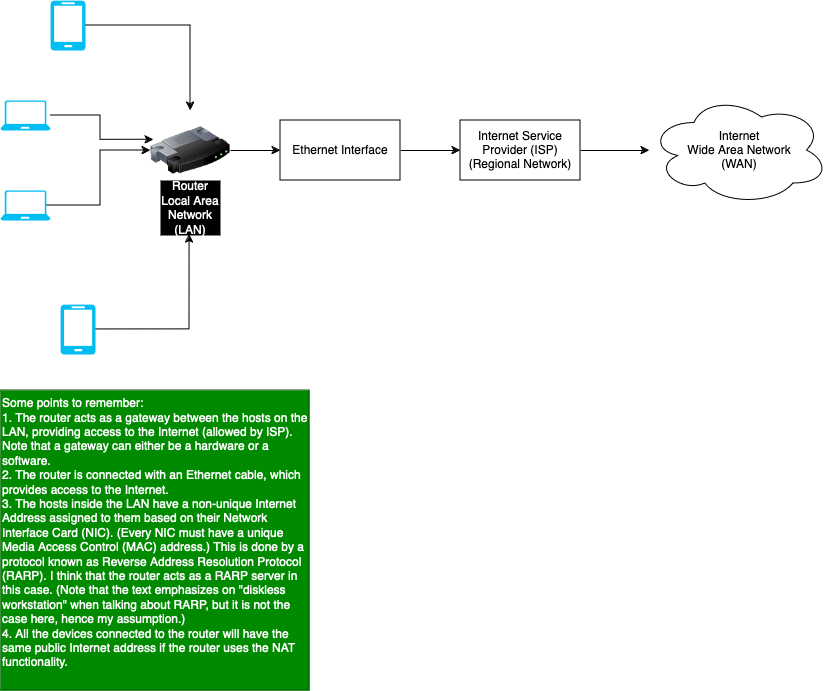 Router
Local Area
Network
(LAN)
Ethernet Interface
Internet Service
Provider (ISP)
(Regional Network)
Internet
Wide Area Network
(WAN)
Some points to remember:
1. The router acts as a gateway between the hosts on the
LAN, providing access to the Internet (allowed by ISP).
Note that a gateway can either be a hardware or a
software.
2. The router is connected with an Ethernet cable, which
provides access to the Internet.
3. The hosts inside the LAN have a non-unique Internet
Address assigned to them based on their Network
Interface Card (NIC). (Every NIC must have a unique
Media Access Control (MAC) address.) This is done by a
protocol known as Reverse Address Resolution Protocol
(RARP). I think that the router acts as a RARP server in
this case. (Note that the text emphasizes on "diskless
workstation" when talking about RARP, but it is not the
case here, hence my assumption.)
4. All the devices connected to the router will have the
same public Internet address if the router uses the NAT
functionality.